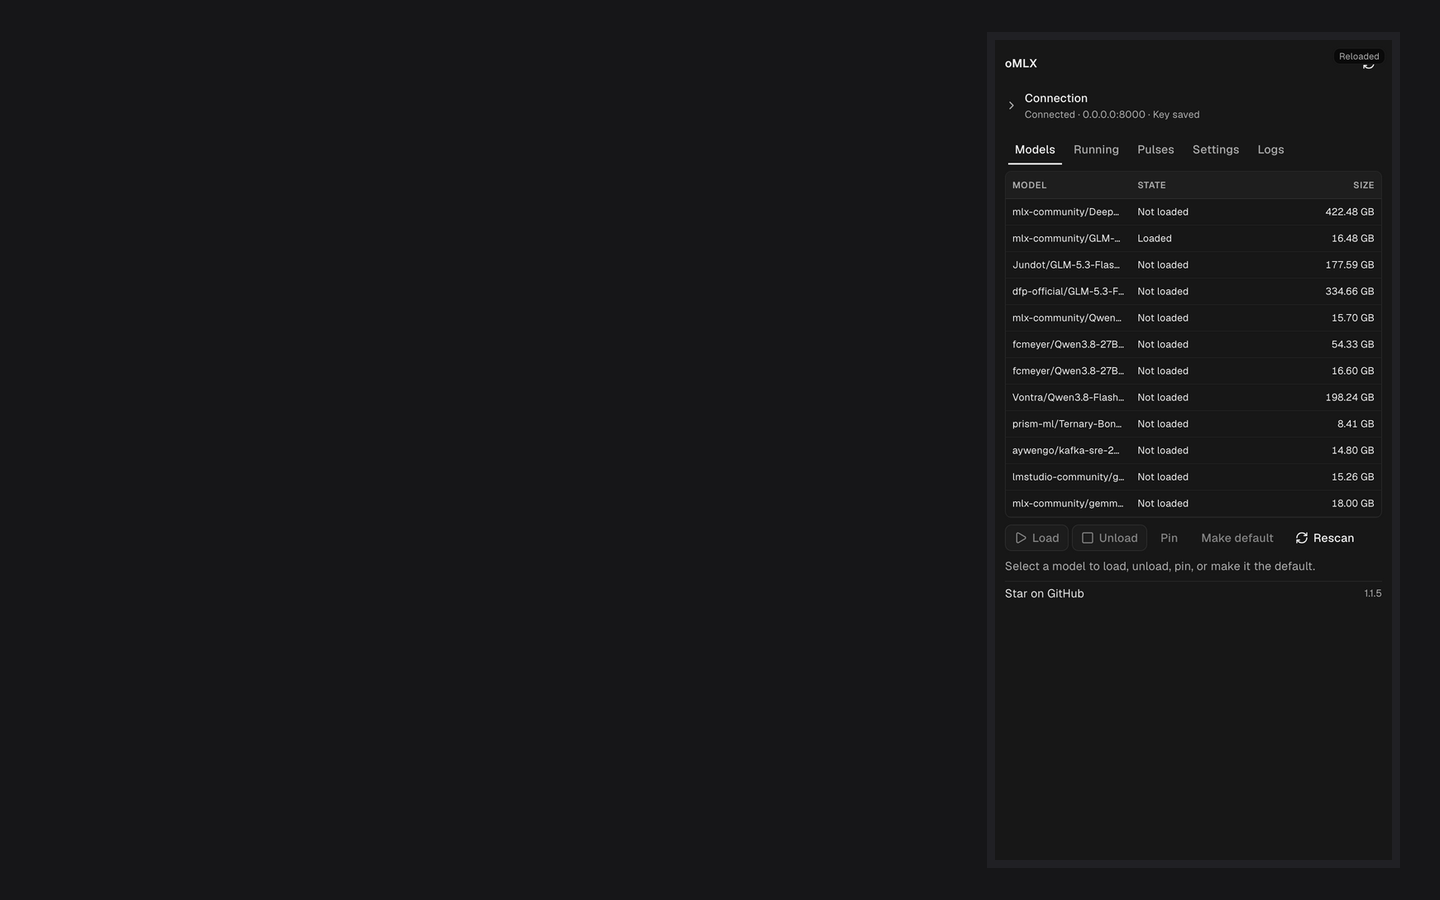 oMLX
Reloaded
Connection
Connected · 0.0.0.0:8000 · Key saved
Models Running Pulses Settings Logs
MODEL STATE SIZE
mlx-community/Deep… Not loaded 422.48 GB
mlx-community/GLM-… Loaded 16.48 GB
Jundot/GLM-5.3-Flas… Not loaded 177.59 GB
dfp-official/GLM-5.3-F… Not loaded 334.66 GB
mlx-community/Qwen… Not loaded 15.70 GB
fcmeyer/Qwen3.8-27B… Not loaded 54.33 GB
fcmeyer/Qwen3.8-27B… Not loaded 16.60 GB
Vontra/Qwen3.8-Flash… Not loaded 198.24 GB
prism-ml/Ternary-Bon… Not loaded 8.41 GB
aywengo/kafka-sre-2… Not loaded 14.80 GB
lmstudio-community/g… Not loaded 15.26 GB
mlx-community/gemm… Not loaded 18.00 GB
Load Unload Pin Make default Rescan
Select a model to load, unload, pin, or make it the default.
Star on GitHub 1.1.5